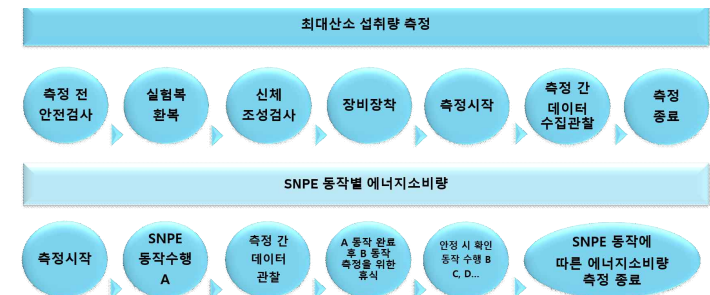 최대산소 섭취량 측정
측정 전
안전검사
실험복
환복
신체
조성검사
장비장착
측정시작
측정 간
데이터
수집관찰
측정
종료
SNPE 동작별 에너지소비량
측정시작
SNPE
동작수행
A
측정 간
데이터
관찰
A 동작 완료
후 B 동작
측정을 위한
휴식
안정 시 확인
동작 수행 B
C, D...
SNPE 동작에
따른 에너지소비량
측정 종료